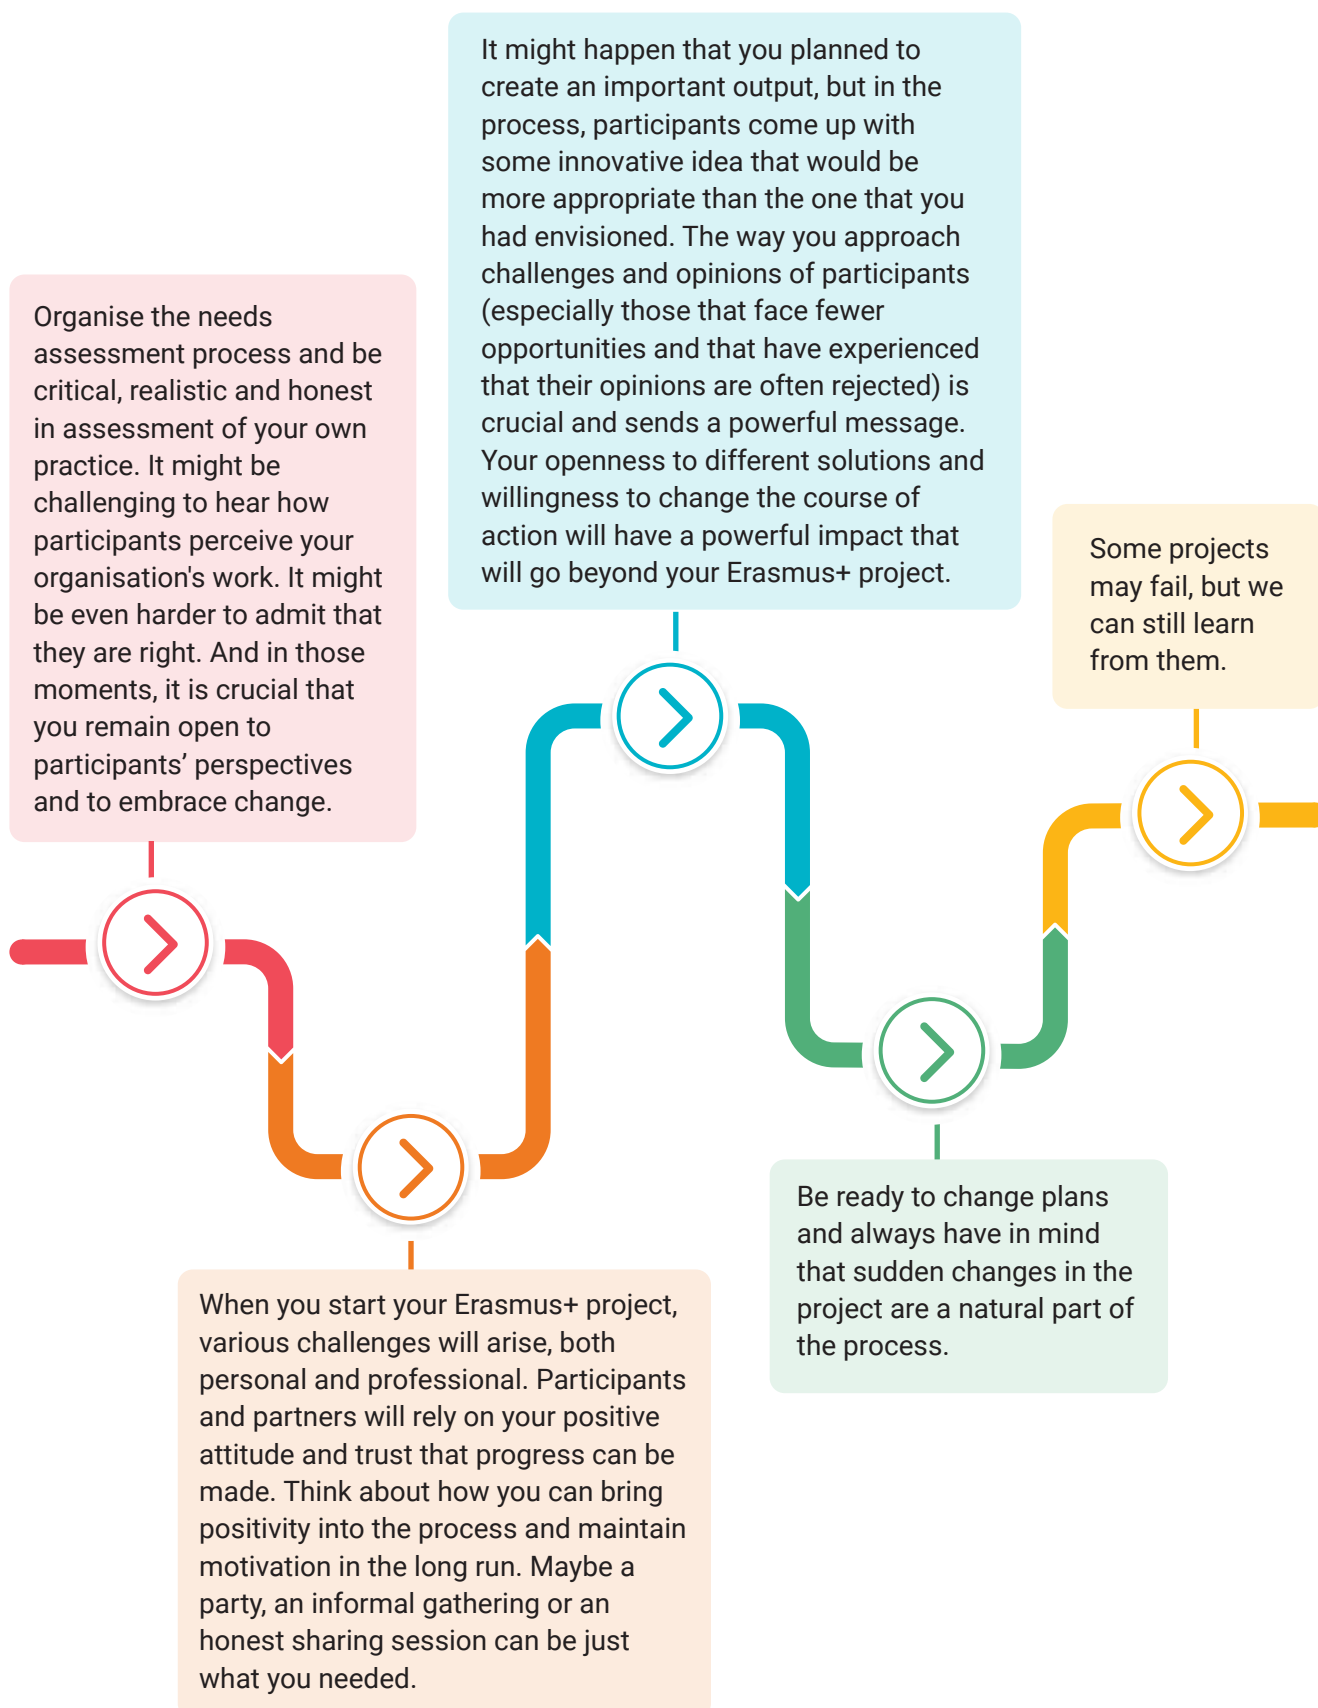 Organise the needs
assessment process and be
critical, realistic and honest
in assessment of your own
practice. It might be
challenging to hear how
participants perceive your
organisation's work. It might
be even harder to admit that
they are right. And in those
moments, it is crucial that
you remain open to
participants’ perspectives
and to embrace change.
When you start your Erasmus+ project,
various challenges will arise, both
personal and professional. Participants
and partners will rely on your positive
attitude and trust that progress can be
made. Think about how you can bring
positivity into the process and maintain
motivation in the long run. Maybe a
party, an informal gathering or an
honest sharing session can be just
what you needed.
It might happen that you planned to
create an important output, but in the
process, participants come up with
some innovative idea that would be
more appropriate than the one that you
had envisioned. The way you approach
challenges and opinions of participants
(especially those that face fewer
opportunities and that have experienced
that their opinions are often rejected) is
crucial and sends a powerful message.
Your openness to different solutions and
willingness to change the course of
action will have a powerful impact that
will go beyond your Erasmus+ project.
Be ready to change plans
and always have in mind
that sudden changes in the
project are a natural part of
the process.
Some projects
may fail, but we
can still learn
from them.